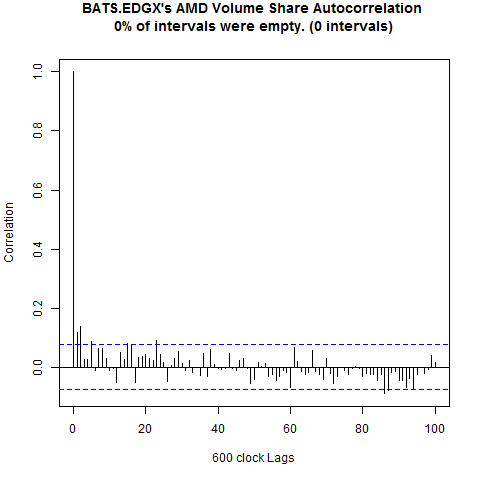 BATS.EDGX's AMD Volume Share Autocorrelation
0% of intervals were empty. (0 intervals)
1.0
0.8
0.6
0.4
0.2
0.0
Correlation
0 20 40 60 80 100
600 clock Lags